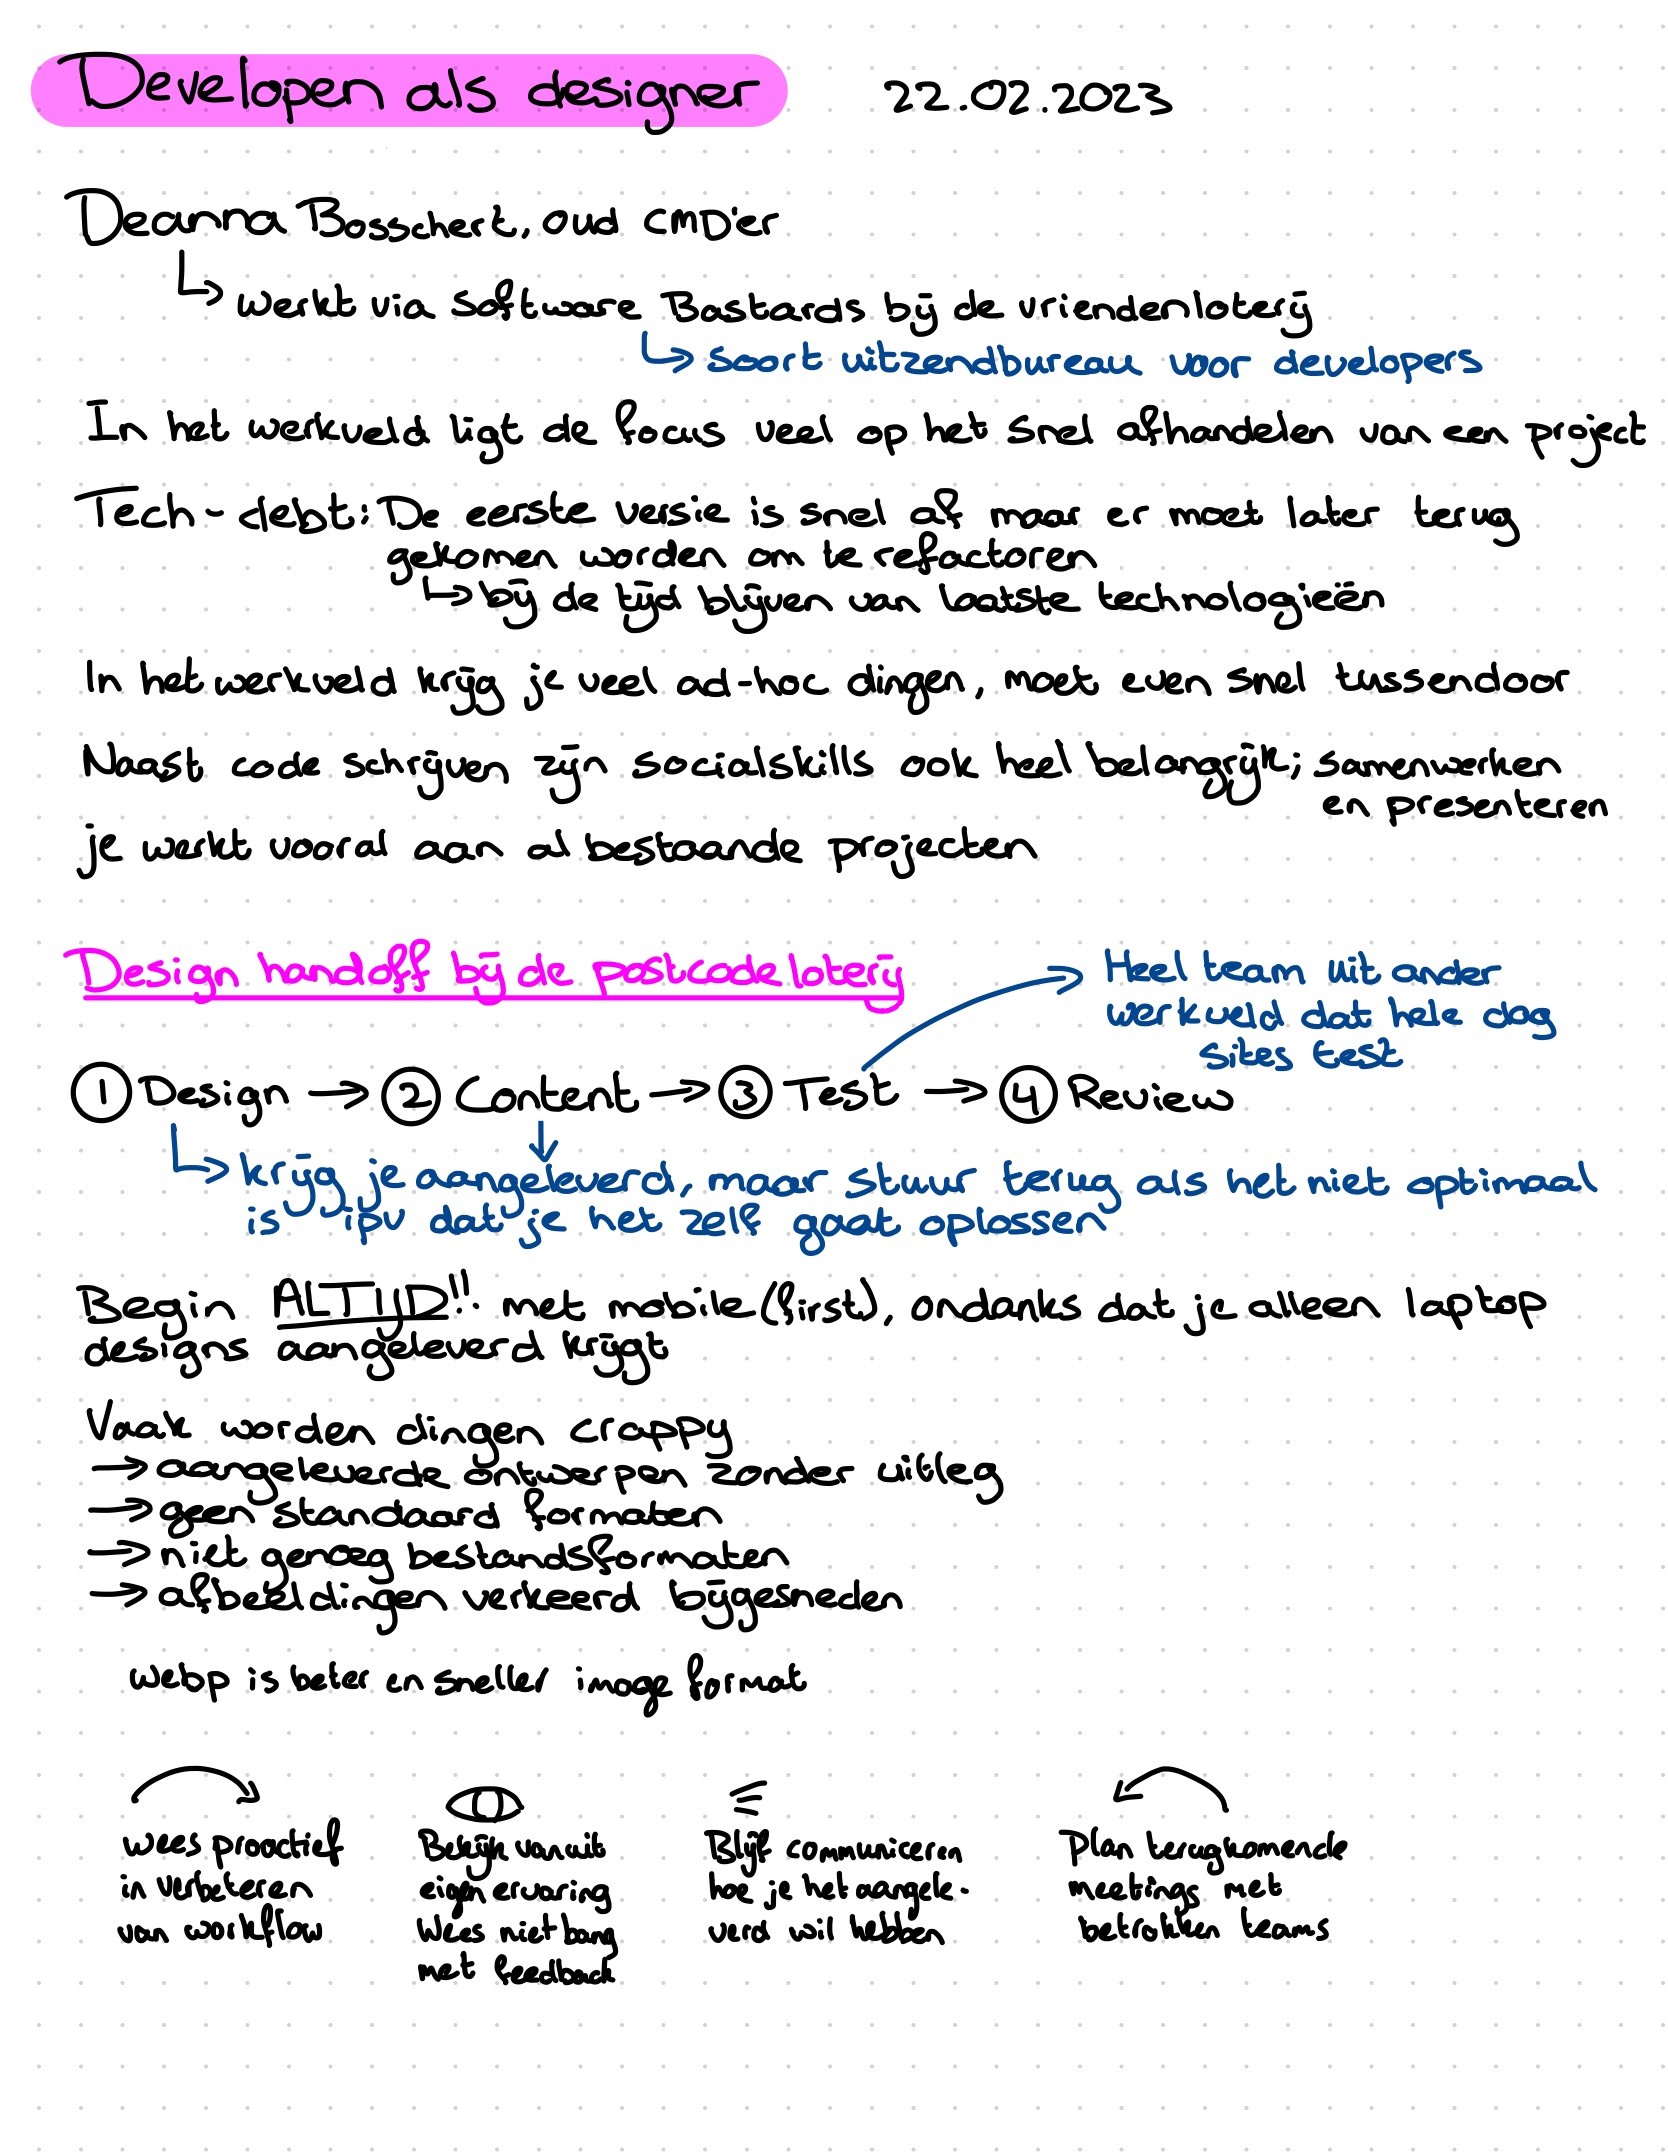 Developen als designer 22.02.2023
Deanna Bosschert, oud CMD'er
↳ werkt via Software Bastards bij de vriendenloterij
↳ soort uitzendbureau voor developers
In het werkveld ligt de focus veel op het snel afhandelen van een project
Tech-debt: De eerste versie is snel af maar er moet later terug
gekomen worden om te refactoren
↳ bij de tijd blijven van laatste technologieën
In het werkveld krijg je veel ad-hoc dingen, moet even snel tussendoor
Naast code schrijven zijn socialskills ook heel belangrijk; samenwerken
en presenteren
je werkt vooral aan al bestaande projecten
Design handoff bij de postcode loterij
Heel team uit ander
werkveld dat hele dag
sites test
① Design → ② Content → ③ Test → ④ Review
↳ krijg je aangeleverd, maar stuur terug als het niet optimaal
is ipv dat je het zelf gaat oplossen
Begin ALTIJD!! met mobile (first), ondanks dat je alleen laptop
designs aangeleverd krijgt
Vaak worden dingen crappy
→ aangeleverde ontwerpen zonder uitleg
→ geen standaard formaten
→ niet genoeg bestandsformaten
→ afbeeldingen verkeerd bijgesneden
webp is beter en sneller image format
wees proactief
in verbeteren
van workflow
Bekijk vanuit
eigen ervaring
Wees niet bang
met feedback
Blijf communiceren
hoe je het aangele-
verd wil hebben
Plan terugkomende
meetings met
betrokken teams